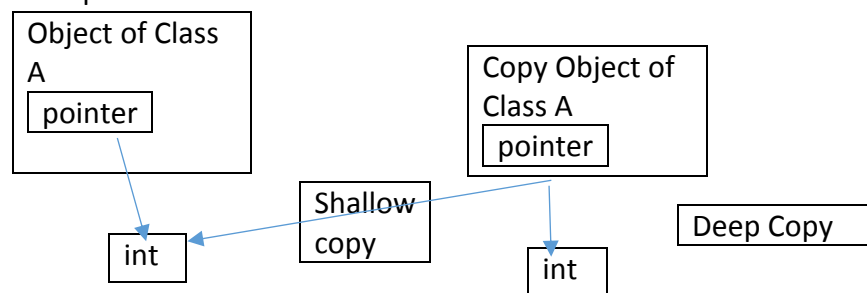 Object of Class
A
pointer
Copy Object of
Class A
pointer
Shallow
copy
Deep Copy
int
int